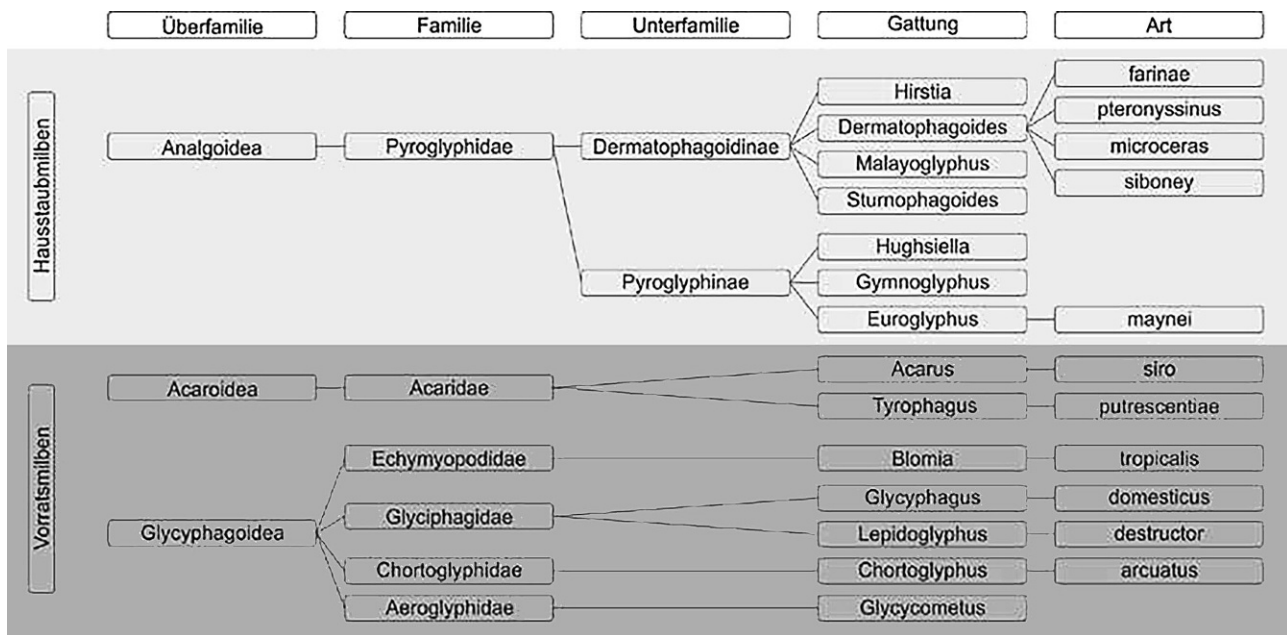 Überfamilie
Familie
Unterfamilie
Gattung
Art
Hausstaubmilben
Analgoidea
Pyroglyphidae
Dermatophagoidinae
Hirstia
Dermatophagoides
Malayoglyphus
Sturnophagoides
farinae
pteronyssinus
microceras
siboney
Pyroglyphinae
Hughsiella
Gymnoglyphus
Euroglyphus
maynei
Vorratsmilben
Acaroidea
Acaridae
Acarus
siro
Tyrophagus
putrescentiae
Glycyphagoidea
Echymyopodidae
Blomia
tropicalis
Glyciphagidae
Glycyphagus
domesticus
Lepidoglyphus
destructor
Chortoglyphidae
Chortoglyphus
arcuatus
Aeroglyphidae
Glycycometus